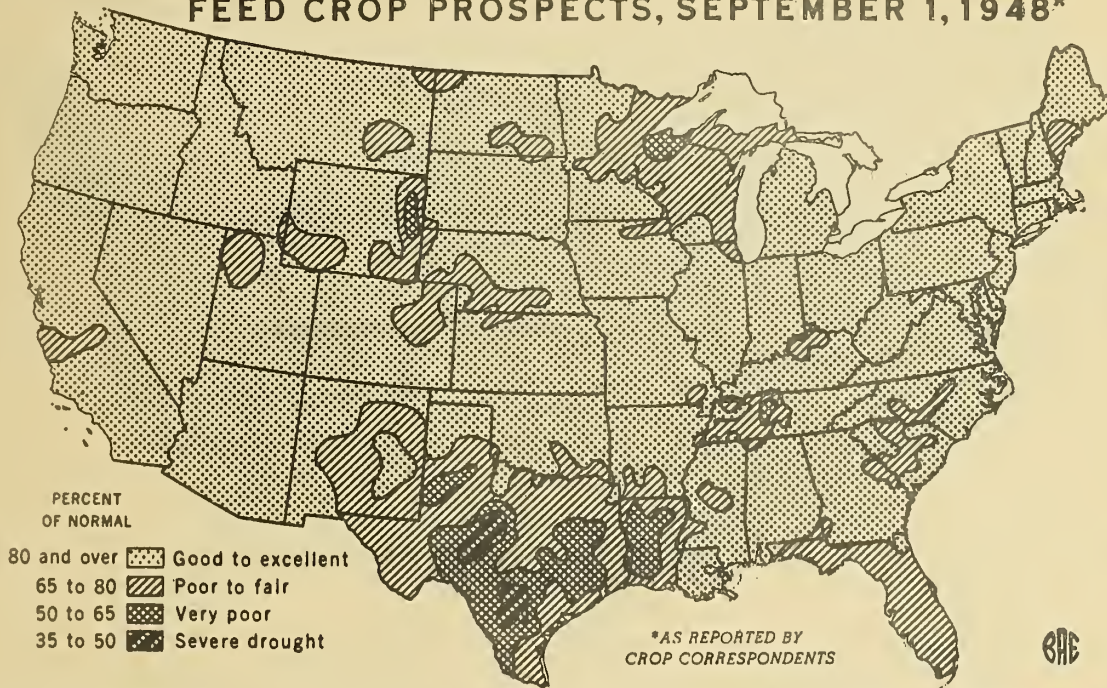 FEED CROP PROSPECTS, SEPTEMBER 1, 1948*
PERCENT
OF NORMAL
80 and over Good to excellent
65 to 80 Poor to fair
50 to 65 Very poor
35 to 50 Severe drought
*AS REPORTED BY
CROP CORRESPONDENTS
BAE